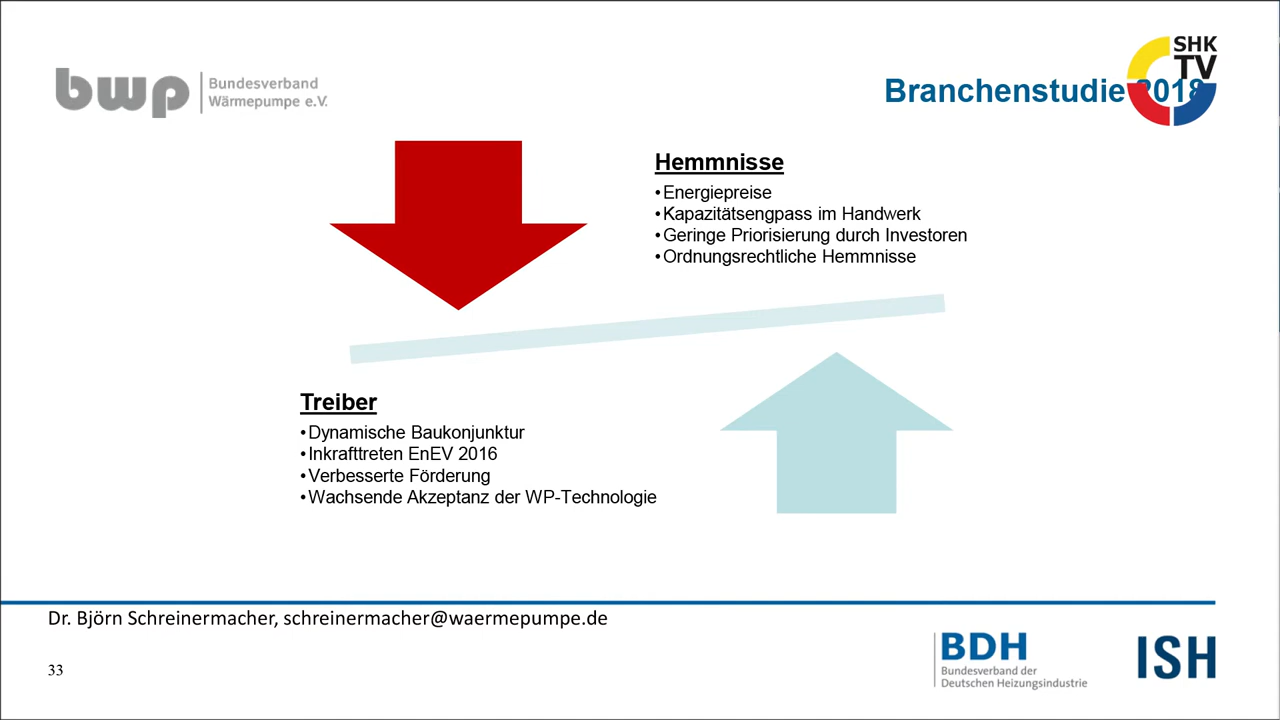 bwp
Bundesverband
Wärmepumpe e.V.
SHK
TV
Branchenstudie 2018
Hemmnisse
•Energiepreise
•Kapazitätsengpass im Handwerk
•Geringe Priorisierung durch Investoren
•Ordnungsrechtliche Hemmnisse
Treiber
•Dynamische Baukonjunktur
•Inkrafttreten EnEV 2016
•Verbesserte Förderung
•Wachsende Akzeptanz der WP-Technologie
Dr. Björn Schreinermacher, schreinermacher@waermepumpe.de
33
BDH
Bundesverband der
Deutschen Heizungsindustrie
ISH